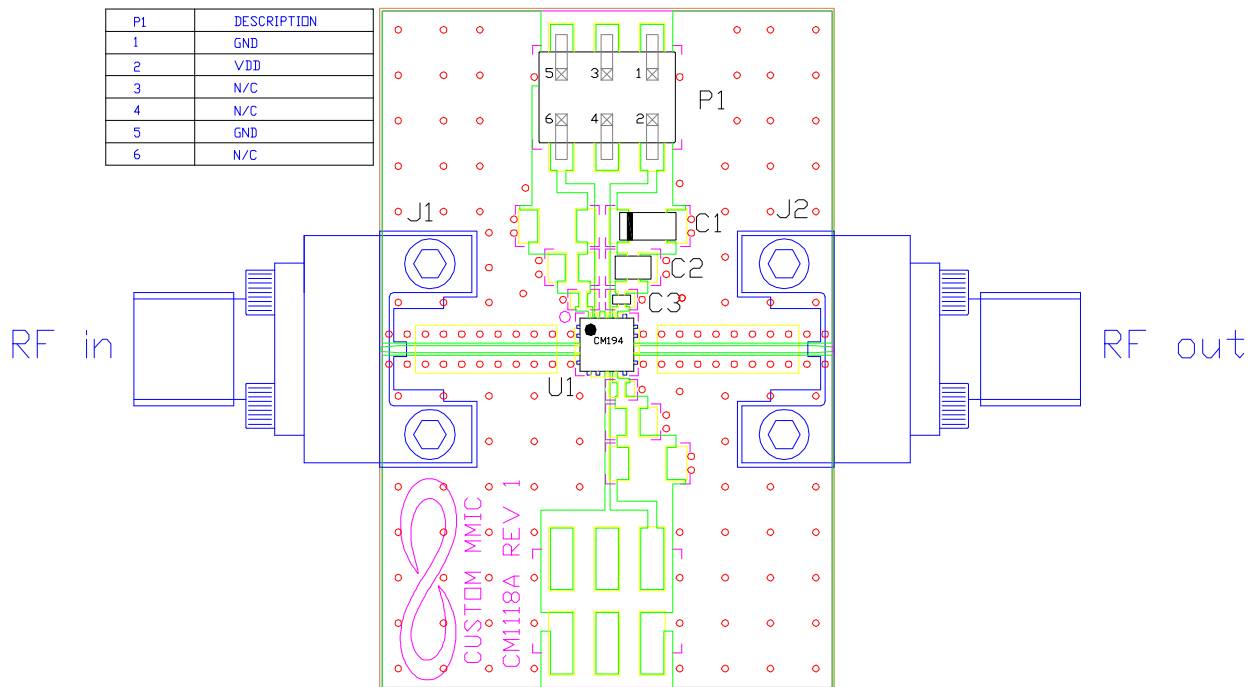 P1 DESCRIPTION
1 GND
2 VDD
3 N/C
4 N/C
5 GND
6 N/C
5 3 1
P1
6 4 2
J1
J2
C1
C2
C3
RF in
CM194
RF out
U1
CUSTOM MMIC
CM1118A REV 1